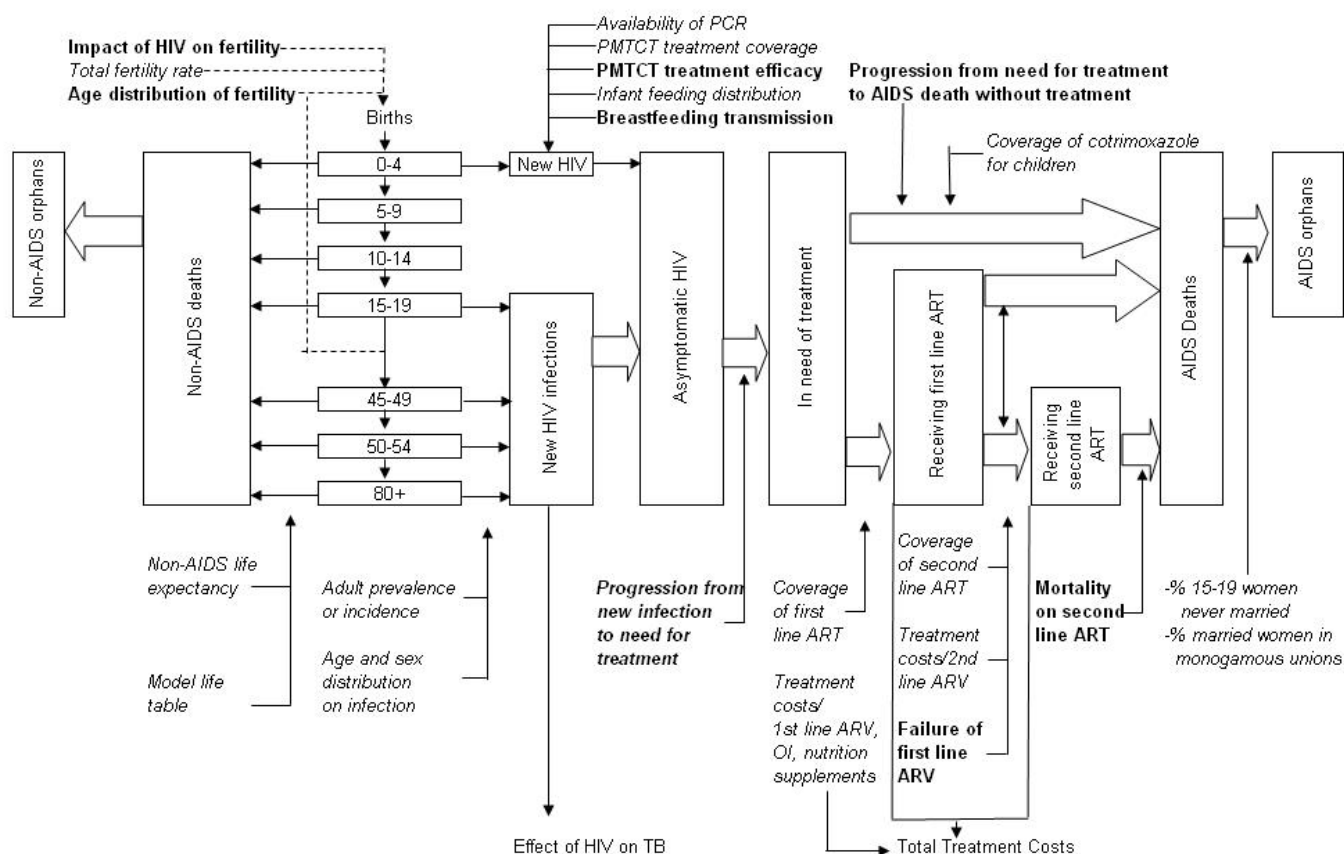 Impact of HIV on fertility
Total fertility rate
Age distribution of fertility
Births
Availability of PCR
PMTCT treatment coverage
PMTCT treatment efficacy
Infant feeding distribution
Breastfeeding transmission
Progression from need for treatment
to AIDS death without treatment
Coverage of cotrimoxazole
for children
Non-AIDS orphans
Non-AIDS deaths
0-4
5-9
10-14
15-19
45-49
50-54
80+
New HIV
New HIV infections
Asymptomatic HIV
In need of treatment
Receiving first line ART
Receiving
second line
ART
AIDS Deaths
AIDS orphans
Non-AIDS life
expectancy
Model life
table
Adult prevalence
or incidence
Age and sex
distribution
on infection
Progression from
new infection
to need for
treatment
Coverage
of first
line ART
Treatment
costs/
1st line ARV,
OI, nutrition
supplements
Coverage
of second
line ART
Treatment
costs/2nd
line ARV
Failure of
first line
ARV
Mortality
on second
line ART
-% 15-19 women
never married
-% married women in
monogamous unions
Effect of HIV on TB
Total Treatment Costs